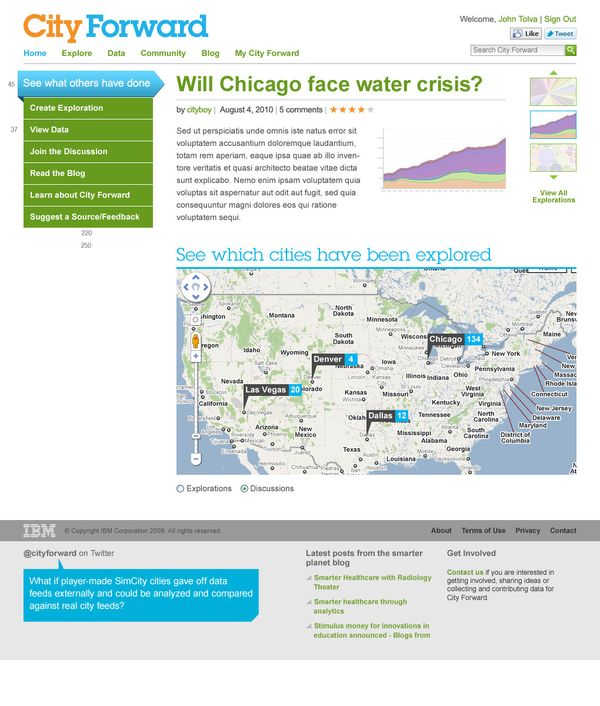 City Forward
Welcome, John Tolva | Sign Out
Like
Tweet
Home Explore Data Community Blog My City Forward
Search City Forward
45
See what others have done
Create Exploration
37
View Data
Join the Discussion
Read the Blog
Learn about City Forward
Suggest a Source/Feedback
220
250
Will Chicago face water crisis?
by cityboy | August 4, 2010 | 5 comments |
Sed ut perspiciatis unde omnis iste natus error sit
voluptatem accusantium doloremque laudantium,
totam rem aperiam, eaque ipsa quae ab illo inven-
tore veritatis et quasi architecto beatae vitae dicta
sunt explicabo. Nemo enim ipsam voluptatem quia
voluptas sit aspernatur aut odit aut fugit, sed quia
consequuntur magni dolores eos qui ratione
voluptatem sequi.
View All
Explorations
See which cities have been explored
Ontario
North
Dakota
Minnesota
South
Dakota
Idaho
Wyoming
Chicago 134
Maine
New York
Denver 4
Iowa
Illinois Indiana Ohio
Pennsylvania
Las Vegas 20
Nevada
California
Kansas
Missouri
West
Virginia
Kentucky
Virginia
Massa
Rhode Isla
Connecticut
New Jersey
Delaware
Maryland
District of
Columbia
Dallas 12
Tennessee
North
Carolina
South
Carolina
Arizona
New
Mexico
Mississippi
Alabama
Texas
Louisiana
Georgia
Explorations Discussions
IBM © Copyright IBM Corporation 2009. All rights reserved.
About Terms of Use Privacy Contact
@cityforward on Twitter
What if player-made SimCity cities gave off data
feeds externally and could be analyzed and compared
against real city feeds?
Latest posts from the smarter
planet blog
Smarter Healthcare with Radiology
Theater
Smarter healthcare through
analytics
Stimulus money for innovations in
education announced - Blogs from
Get Involved
Contact us if you are interested in
getting involved, sharing ideas or
collecting and contributing data for
City Forward.